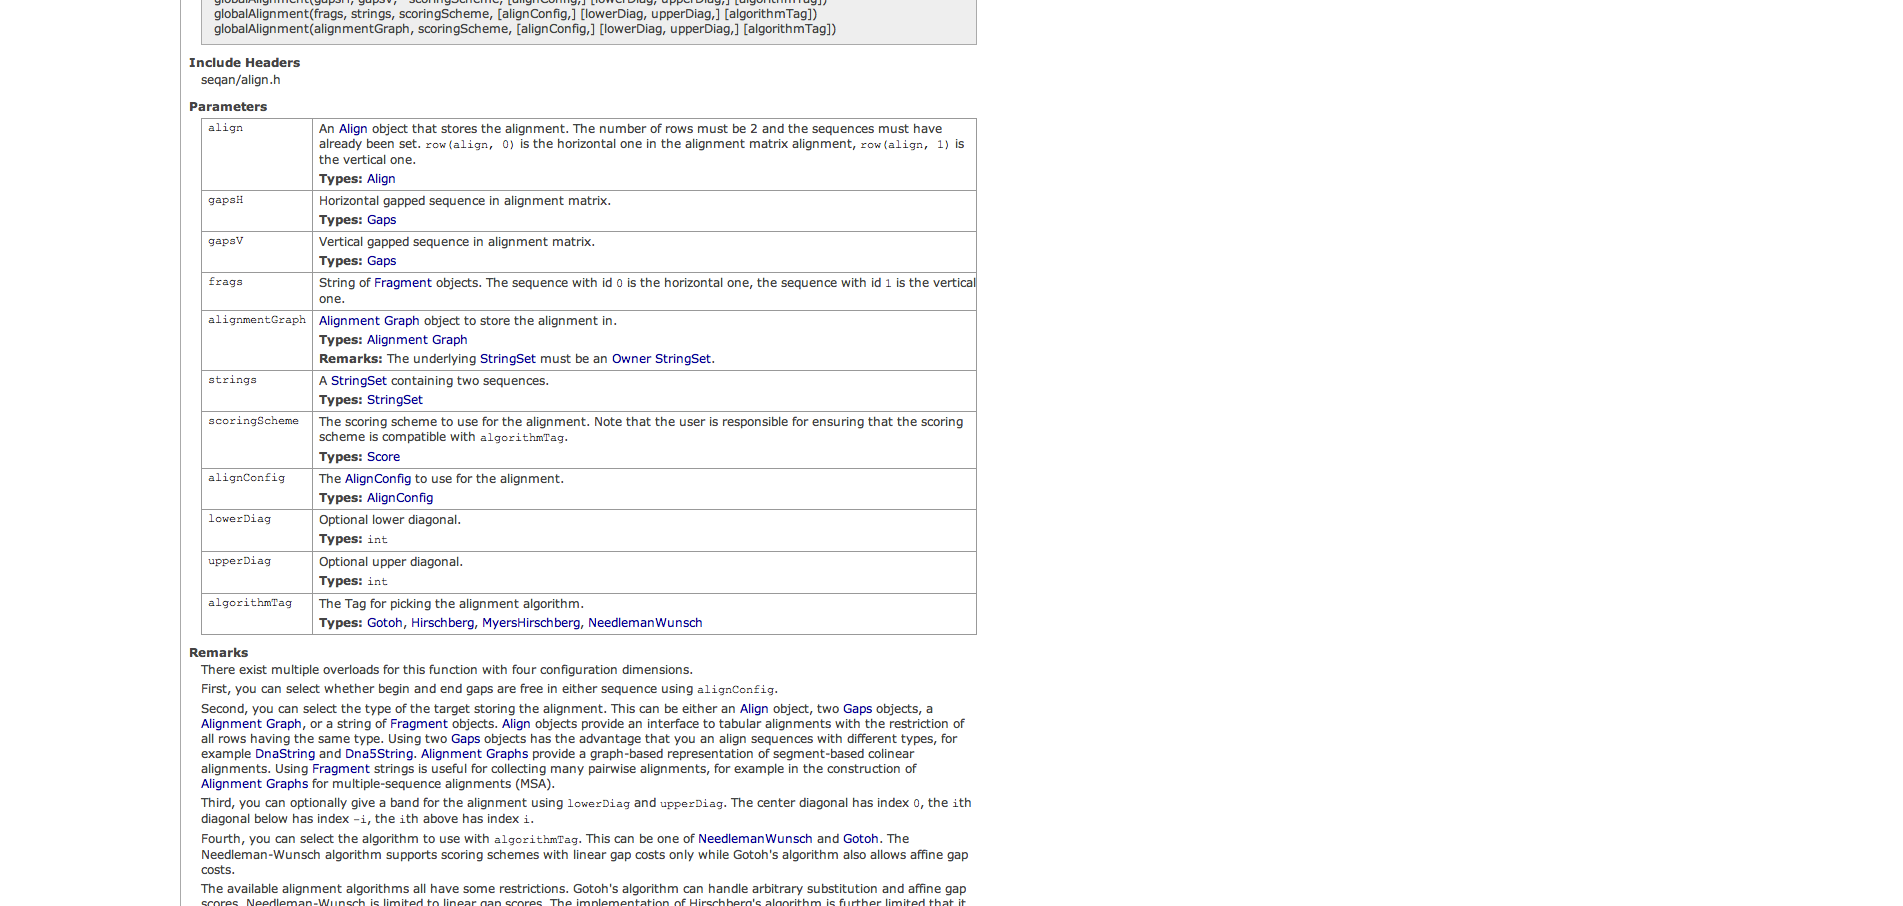 globalAlignment(gapsH, gapsV, scoringScheme, [alignConfig,] [lowerDiag, upperDiag,] [algorithmTag])
globalAlignment(frags, strings, scoringScheme, [alignConfig,] [lowerDiag, upperDiag,] [algorithmTag])
globalAlignment(alignmentGraph, scoringScheme, [alignConfig,] [lowerDiag, upperDiag,] [algorithmTag])
Include Headers
seqan/align.h
Parameters
align
An Align object that stores the alignment. The number of rows must be 2 and the sequences must have
already been set. row(align, 0) is the horizontal one in the alignment matrix alignment, row(align, 1) is
the vertical one.
Types: Align
gapsH
Horizontal gapped sequence in alignment matrix.
Types: Gaps
gapsV
Vertical gapped sequence in alignment matrix.
Types: Gaps
frags
String of Fragment objects. The sequence with id 0 is the horizontal one, the sequence with id 1 is the vertical
one.
alignmentGraph
Alignment Graph object to store the alignment in.
Types: Alignment Graph
Remarks: The underlying StringSet must be an Owner StringSet.
strings
A StringSet containing two sequences.
Types: StringSet
scoringScheme
The scoring scheme to use for the alignment. Note that the user is responsible for ensuring that the scoring
scheme is compatible with algorithmTag.
Types: Score
alignConfig
The AlignConfig to use for the alignment.
Types: AlignConfig
lowerDiag
Optional lower diagonal.
Types: int
upperDiag
Optional upper diagonal.
Types: int
algorithmTag
The Tag for picking the alignment algorithm.
Types: Gotoh, Hirschberg, MyersHirschberg, NeedlemanWunsch
Remarks
There exist multiple overloads for this function with four configuration dimensions.
First, you can select whether begin and end gaps are free in either sequence using alignConfig.
Second, you can select the type of the target storing the alignment. This can be either an Align object, two Gaps objects, a
Alignment Graph, or a string of Fragment objects. Align objects provide an interface to tabular alignments with the restriction of
all rows having the same type. Using two Gaps objects has the advantage that you an align sequences with different types, for
example DnaString and Dna5String. Alignment Graphs provide a graph-based representation of segment-based colinear
alignments. Using Fragment strings is useful for collecting many pairwise alignments, for example in the construction of
Alignment Graphs for multiple-sequence alignments (MSA).
Third, you can optionally give a band for the alignment using lowerDiag and upperDiag. The center diagonal has index 0, the ith
diagonal below has index -i, the ith above has index i.
Fourth, you can select the algorithm to use with algorithmTag. This can be one of NeedlemanWunsch and Gotoh. The
Needleman-Wunsch algorithm supports scoring schemes with linear gap costs only while Gotoh's algorithm also allows affine gap
costs.
The available alignment algorithms all have some restrictions. Gotoh's algorithm can handle arbitrary substitution and affine gap
scores. Needleman-Wunsch is limited to linear gap scores. The implementation of Hirschberg's algorithm is further limited that it